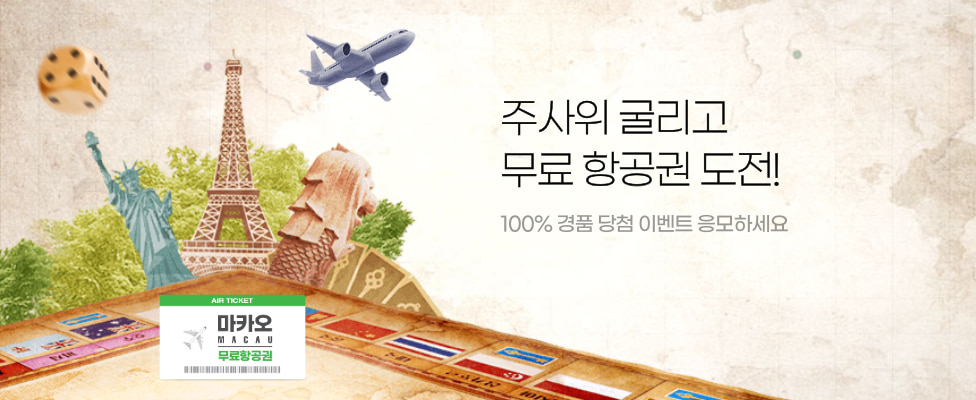 주사위 굴리고
무료 항공권 도전!
100% 경품 당첨 이벤트 응모하세요
AIR TICKET
마카오
MACAU
무료항공권